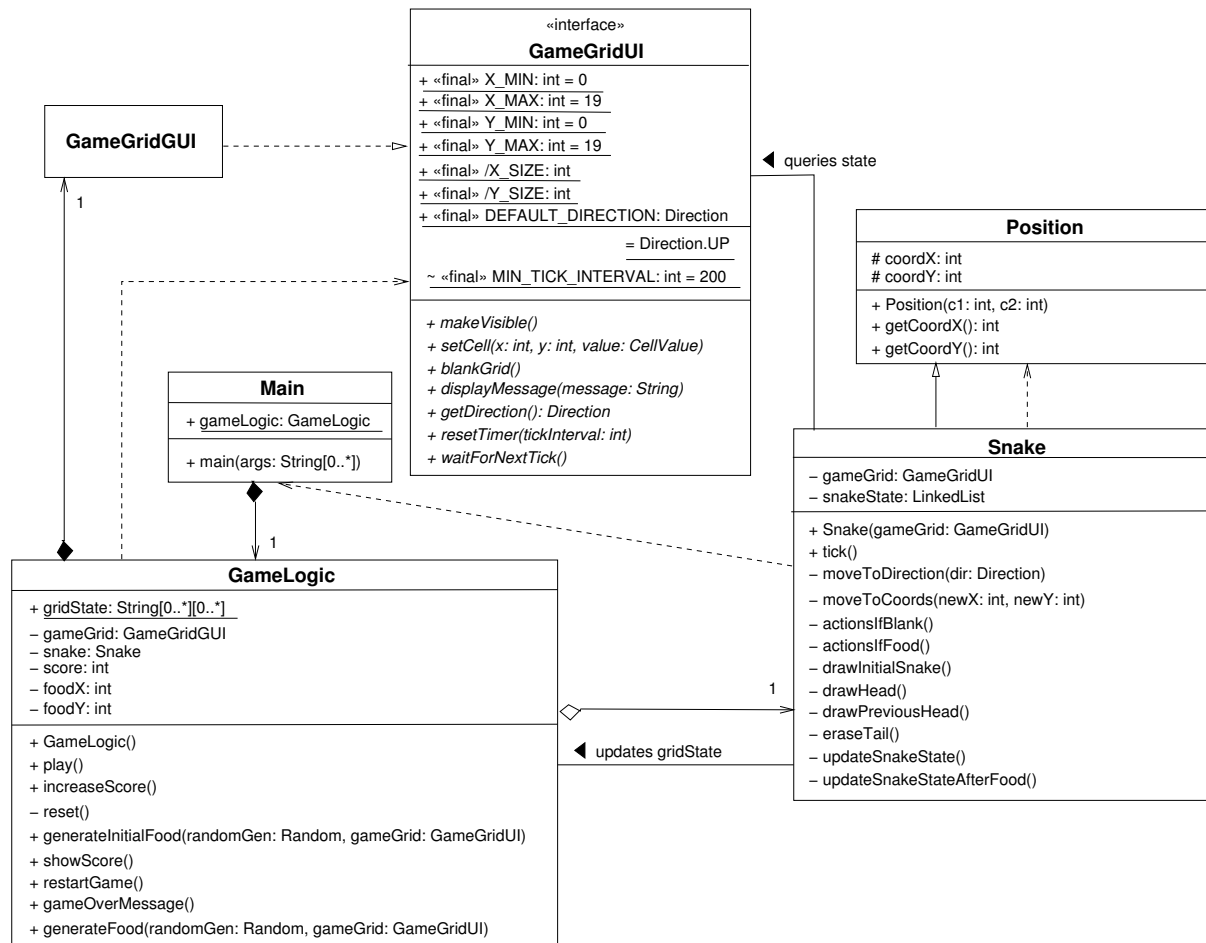 «interface»
GameGridUI
+ «final» X_MIN: int = 0
+ «final» X_MAX: int = 19
+ «final» Y_MIN: int = 0
+ «final» Y_MAX: int = 19
+ «final» /X_SIZE: int
+ «final» /Y_SIZE: int
+ «final» DEFAULT_DIRECTION: Direction
= Direction.UP
~ «final» MIN_TICK_INTERVAL: int = 200
+ makeVisible()
+ setCell(x: int, y: int, value: CellValue)
+ blankGrid()
+ displayMessage(message: String)
+ getDirection(): Direction
+ resetTimer(tickInterval: int)
+ waitForNextTick()
GameGridGUI
1
queries state
Position
# coordX: int
# coordY: int
+ Position(c1: int, c2: int)
+ getCoordX(): int
+ getCoordY(): int
Main
+ gameLogic: GameLogic
+ main(args: String[0..*])
1
Snake
− gameGrid: GameGridUI
− snakeState: LinkedList
+ Snake(gameGrid: GameGridUI)
+ tick()
− moveToDirection(dir: Direction)
− moveToCoords(newX: int, newY: int)
− actionsIfBlank()
− actionsIfFood()
− drawInitialSnake()
− drawHead()
− drawPreviousHead()
− eraseTail()
− updateSnakeState()
− updateSnakeStateAfterFood()
GameLogic
+ gridState: String[0..*][0..*]
− gameGrid: GameGridGUI
− snake: Snake
− score: int
− foodX: int
− foodY: int
+ GameLogic()
+ play()
+ increaseScore()
− reset()
+ generateInitialFood(randomGen: Random, gameGrid: GameGridUI)
+ showScore()
+ restartGame()
+ gameOverMessage()
+ generateFood(randomGen: Random, gameGrid: GameGridUI)
1
updates gridState